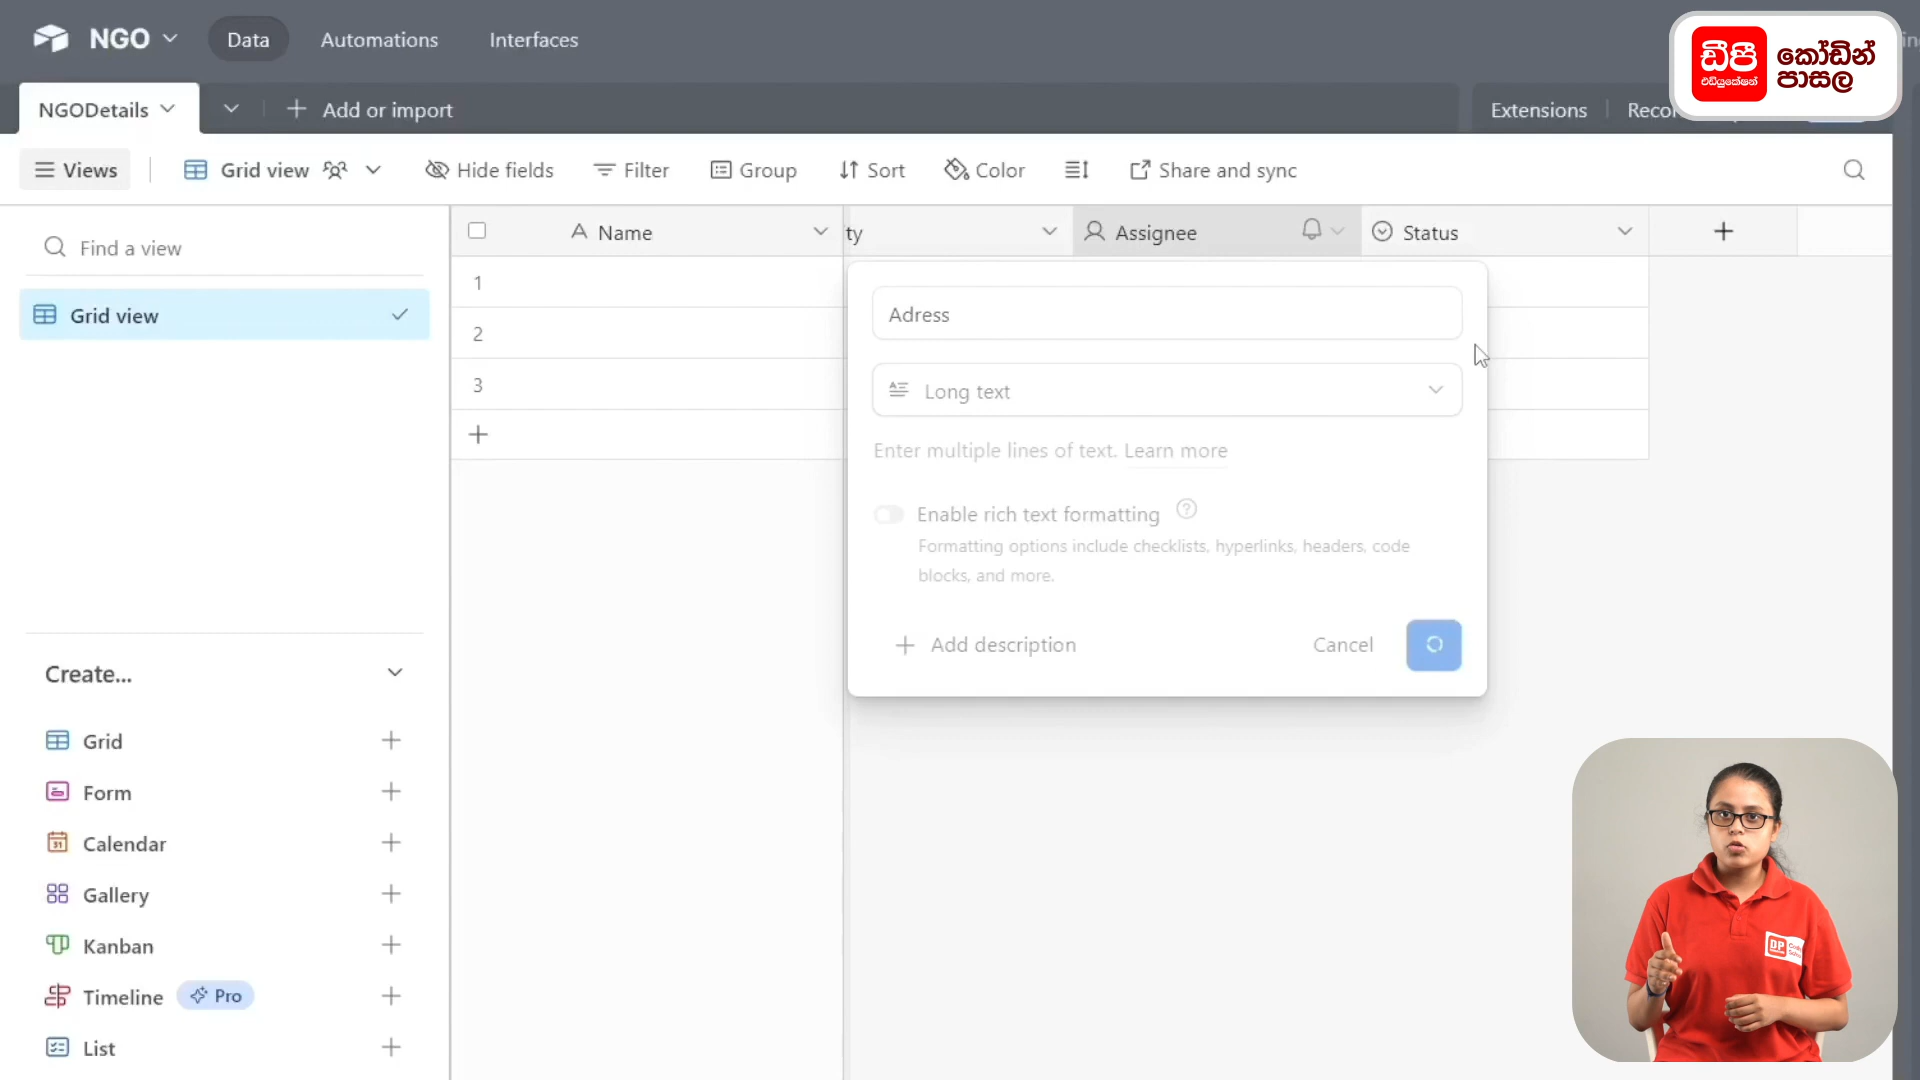 NGO
Data
Automations
Interfaces
ඩීපී
එඩියුකේෂන්
කෝඩින්
පාසල
NGODetails
Add or import
Extensions
Views
Grid view
Hide fields
Filter
Group
Sort
Color
Share and sync
Find a view
Name
ty
Assignee
Status
Grid view
1
2
3
Adress
Long text
Enter multiple lines of text. Learn more
Enable rich text formatting
Formatting options include checklists, hyperlinks, headers, code
blocks, and more.
Add description
Cancel
Create...
Grid
Form
Calendar
Gallery
Kanban
Timeline
Pro
List
DP